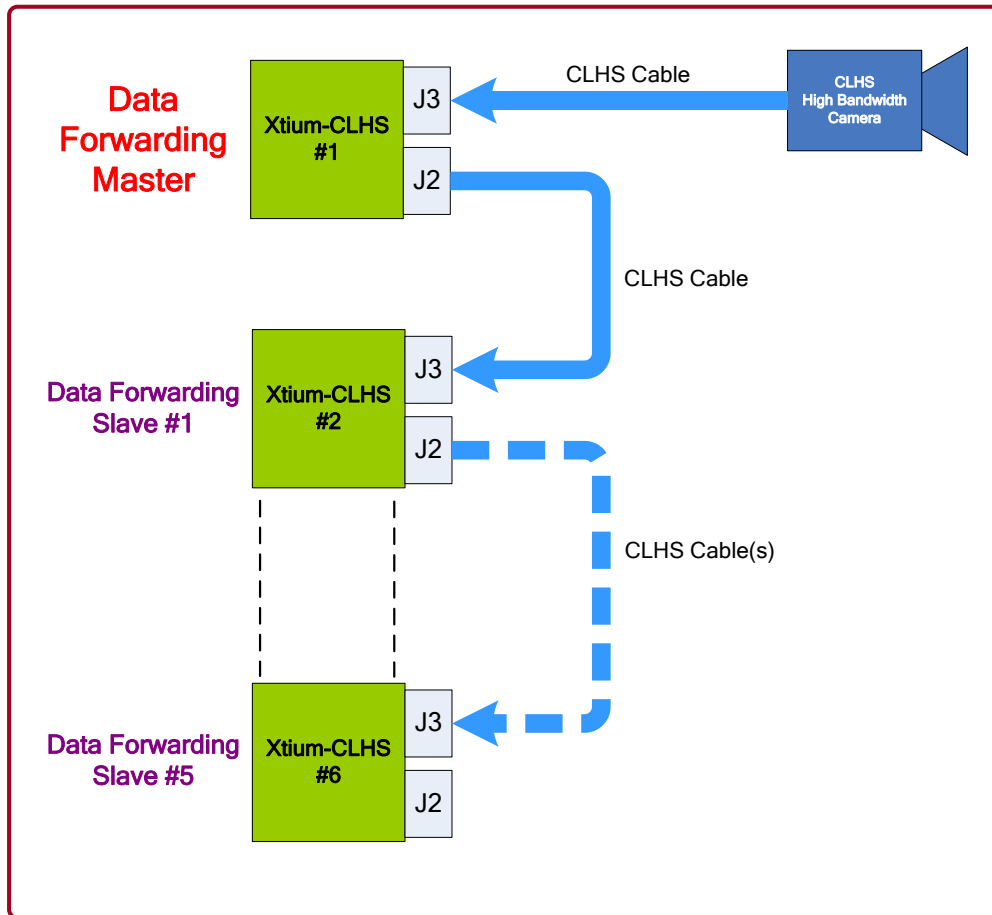 Data
Forwarding
Master
Xtium-CLHS
#1
J3
J2
CLHS Cable
CLHS
High Bandwidth
Camera
CLHS Cable
Data Forwarding
Slave #1
Xtium-CLHS
#2
J3
J2
CLHS Cable(s)
Data Forwarding
Slave #5
Xtium-CLHS
#6
J3
J2